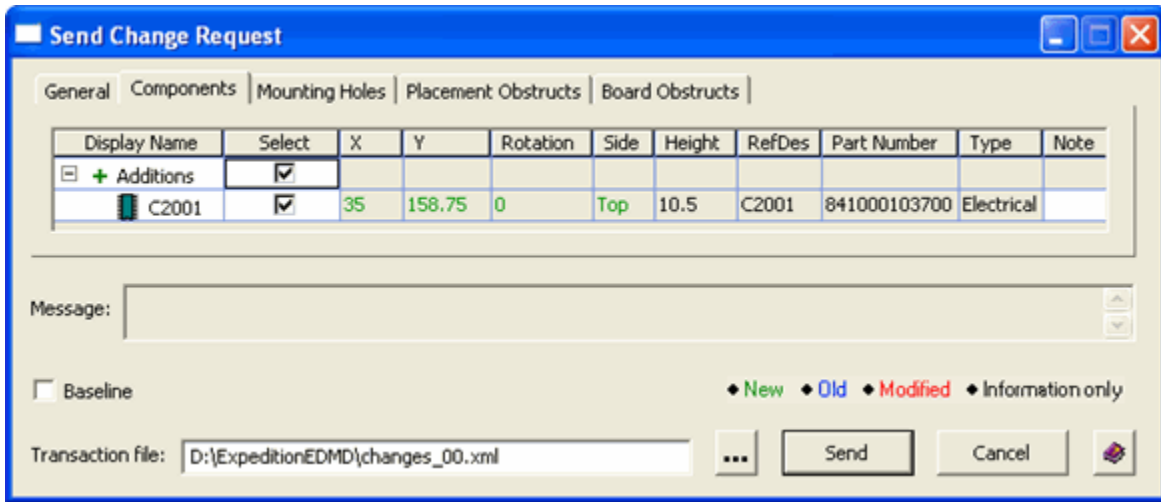 Send Change Request
General Components Mounting Holes Placement Obstructs Board Obstructs
Display Name Select X Y Rotation Side Height RefDes Part Number Type Note
Additions
C2001 35 158.75 0 Top 10.5 C2001 841000103700 Electrical
Message:
Baseline
New Old Modified Information only
Transaction file: D:\ExpeditionEDMD\changes_00.xml ... Send Cancel